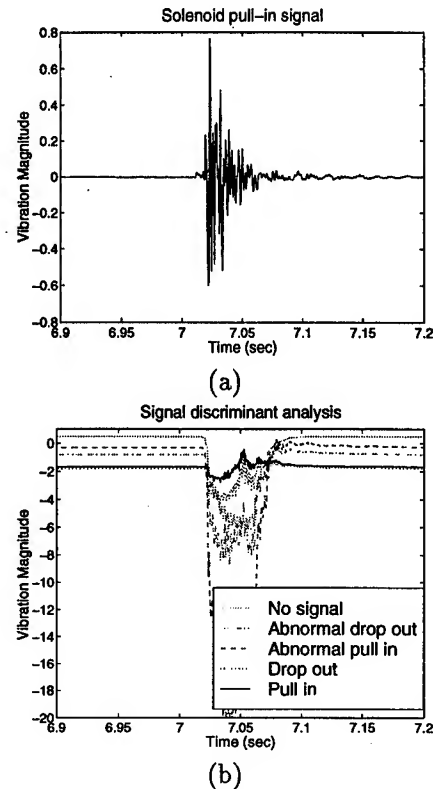 Solenoid pull-in signal
0.8
0.6
0.4
0.2
0
-0.2
-0.4
-0.6
-0.8
Vibration Magnitude
6.9 6.95 7 7.05 7.1 7.15 7.2
Time (sec)
(a)
Signal discriminant analysis
0
-2
-4
-6
-8
-10
-12
-14
-16
-18
-20
Vibration Magnitude
No signal
Abnormal drop out
Abnormal pull in
Drop out
Pull in
6.9 6.95 7 7.05 7.1 7.15 7.2
Time (sec)
(b)